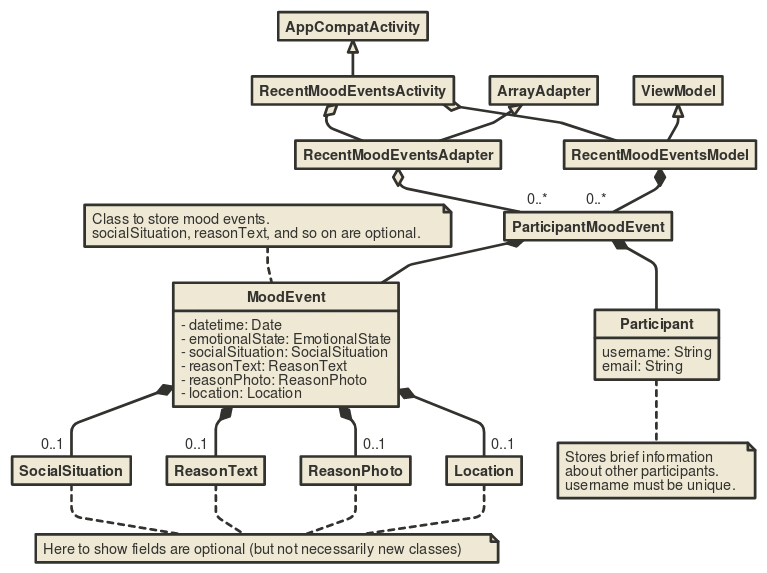 AppCompatActivity
RecentMoodEventsActivity
ArrayAdapter
ViewModel
RecentMoodEventsAdapter
RecentMoodEventsModel
0..*
0..*
Class to store mood events.
socialSituation, reasonText, and so on are optional.
ParticipantMoodEvent
MoodEvent
- datetime: Date
- emotionalState: EmotionalState
- socialSituation: SocialSituation
- reasonText: ReasonText
- reasonPhoto: ReasonPhoto
- location: Location
Participant
username: String
email: String
0..1
0..1
0..1
0..1
SocialSituation
ReasonText
ReasonPhoto
Location
Stores brief information
about other participants.
username must be unique.
Here to show fields are optional (but not necessarily new classes)